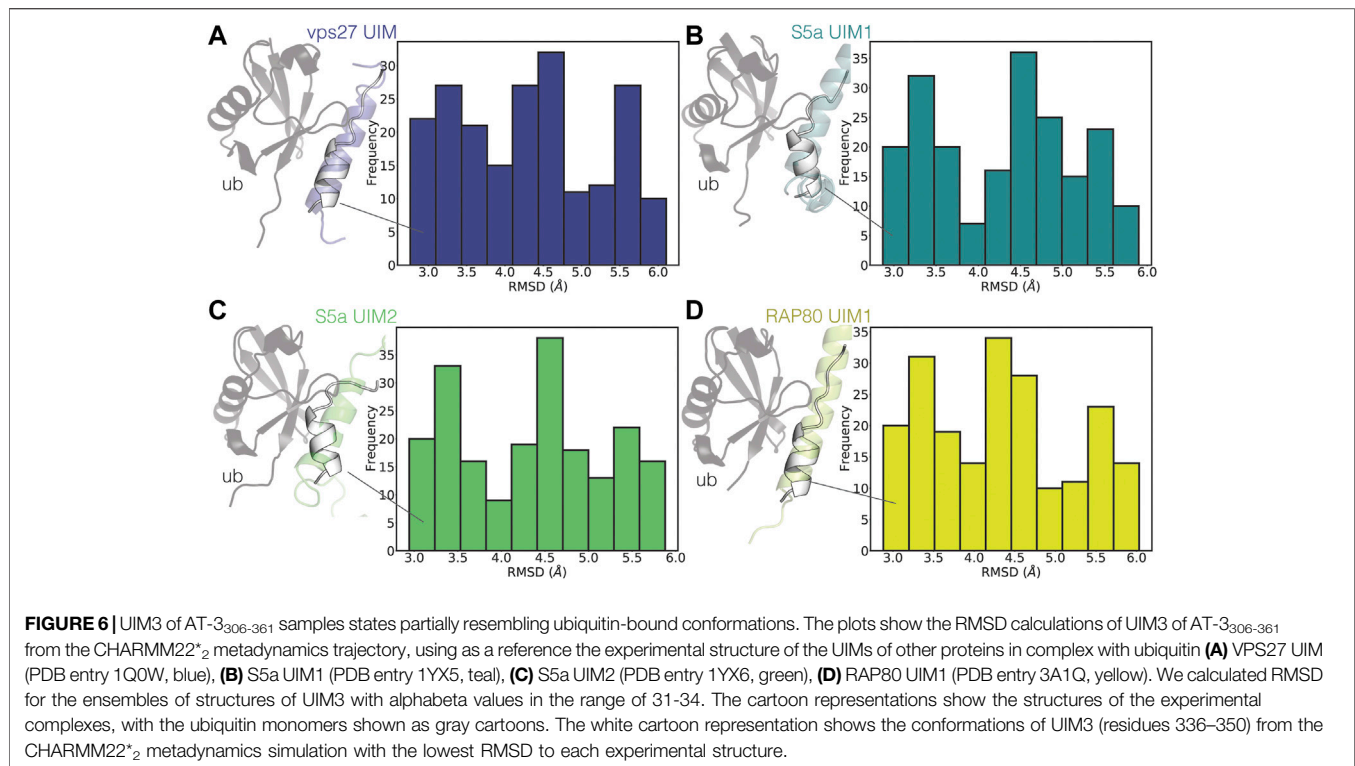 A
vps27 UIM
ub
Frequency
30
25
20
15
10
5
0
3.0 3.5 4.0 4.5 5.0 5.5 6.0
RMSD (Å)
B
S5a UIM1
ub
Frequency
35
30
25
20
15
10
5
0
3.0 3.5 4.0 4.5 5.0 5.5 6.0
RMSD (Å)
C
S5a UIM2
ub
Frequency
35
30
25
20
15
10
5
0
3.0 3.5 4.0 4.5 5.0 5.5 6.0
RMSD (Å)
D
RAP80 UIM1
ub
Frequency
35
30
25
20
15
10
5
0
3.0 3.5 4.0 4.5 5.0 5.5 6.0
RMSD (Å)
FIGURE 6 | UIM3 of AT-3306-361 samples states partially resembling ubiquitin-bound conformations. The plots show the RMSD calculations of UIM3 of AT-3306-361
from the CHARMM22*2 metadynamics trajectory, using as a reference the experimental structure of the UIMs of other proteins in complex with ubiquitin (A) VPS27 UIM
(PDB entry 1Q0W, blue), (B) S5a UIM1 (PDB entry 1YX5, teal), (C) S5a UIM2 (PDB entry 1YX6, green), (D) RAP80 UIM1 (PDB entry 3A1Q, yellow). We calculated RMSD
for the ensembles of structures of UIM3 with alphabeta values in the range of 31-34. The cartoon representations show the structures of the experimental
complexes, with the ubiquitin monomers shown as gray cartoons. The white cartoon representation shows the conformations of UIM3 (residues 336–350) from the
CHARMM22*2 metadynamics simulation with the lowest RMSD to each experimental structure.